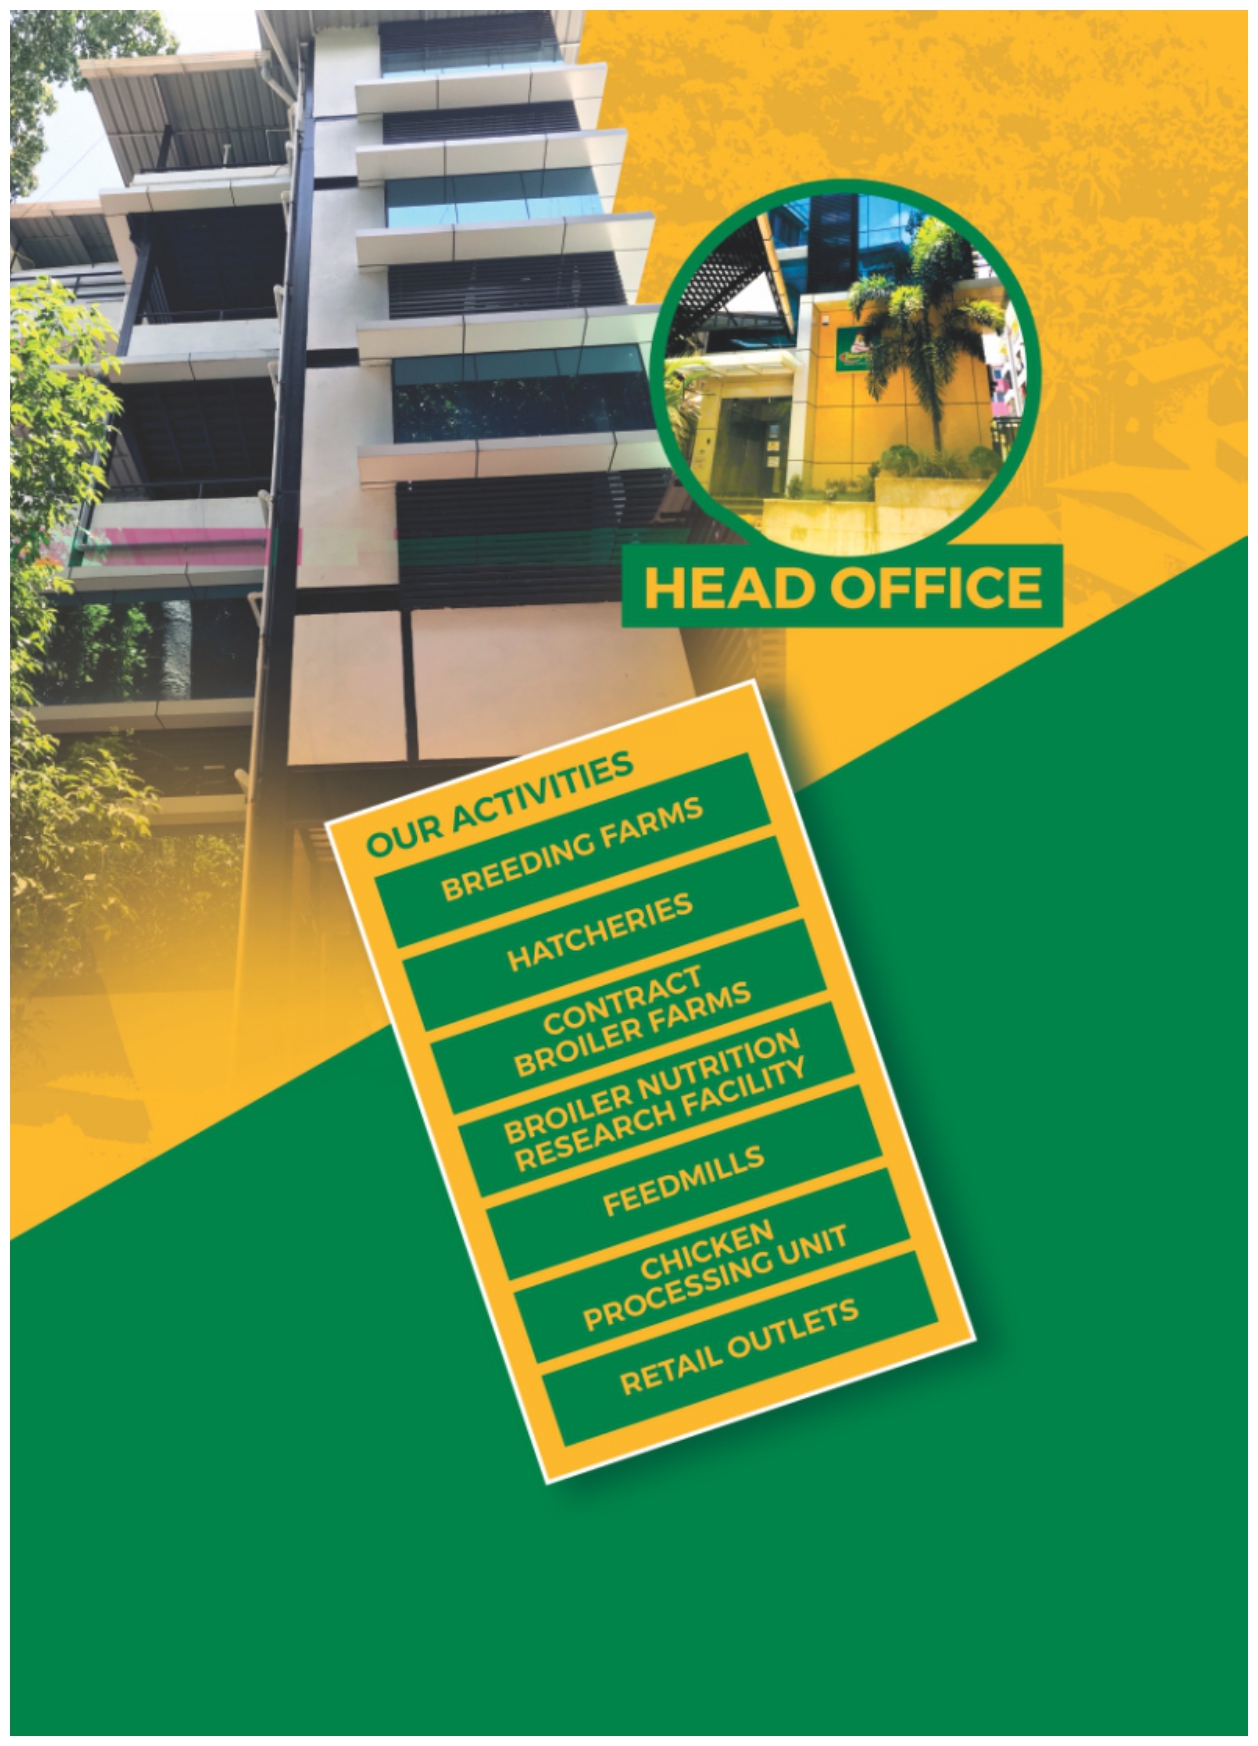 HEAD OFFICE
OUR ACTIVITIES
BREEDING FARMS
HATCHERIES
CONTRACT
BROILER FARMS
BROILER NUTRITION
RESEARCH FACILITY
FEEDMILLS
CHICKEN
PROCESSING UNIT
RETAIL OUTLETS